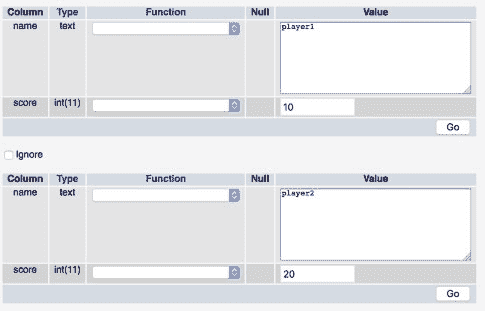 Column Type Function Null Value
name text player1
score int(11) 10
Go
Ignore
Column Type Function Null Value
name text player2
score int(11) 20
Go